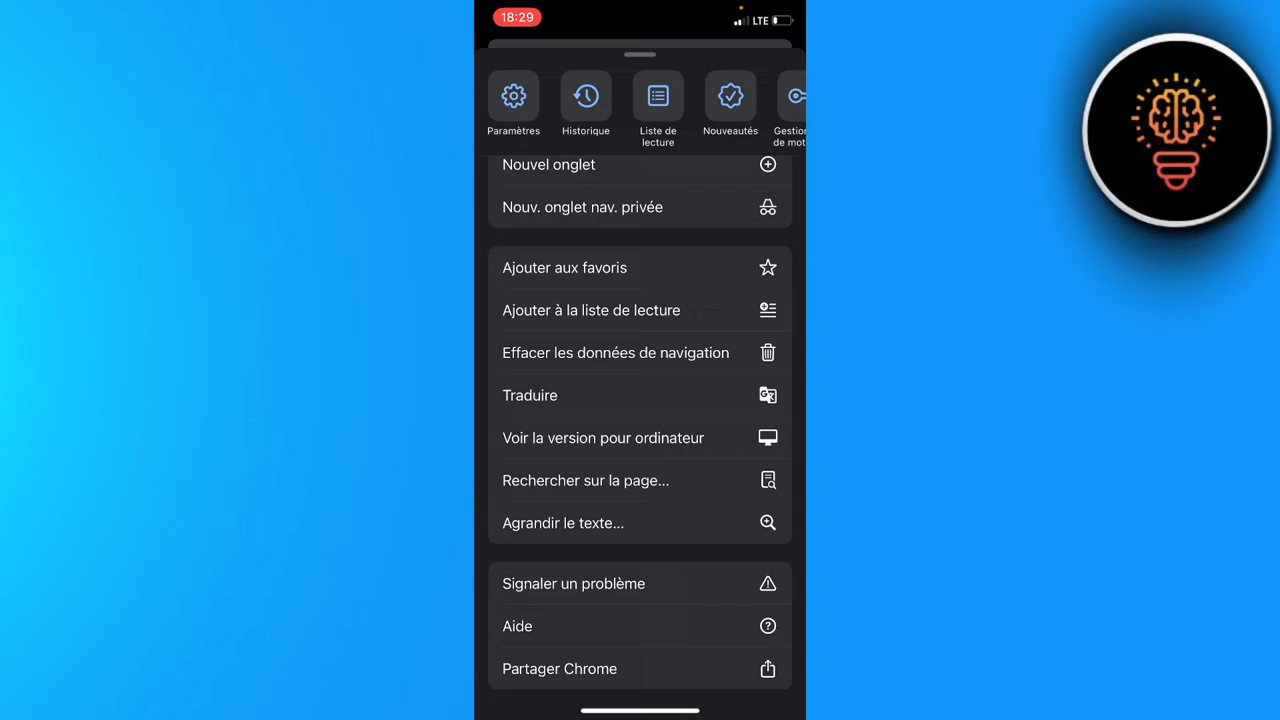 18:29
LTE
Paramètres
Historique
Liste de
lecture
Nouveautés
Gestion
de mot
Nouvel onglet
Nouv. onglet nav. privée
Ajouter aux favoris
Ajouter à la liste de lecture
Effacer les données de navigation
Traduire
Voir la version pour ordinateur
Rechercher sur la page...
Agrandir le texte...
Signaler un problème
Aide
Partager Chrome